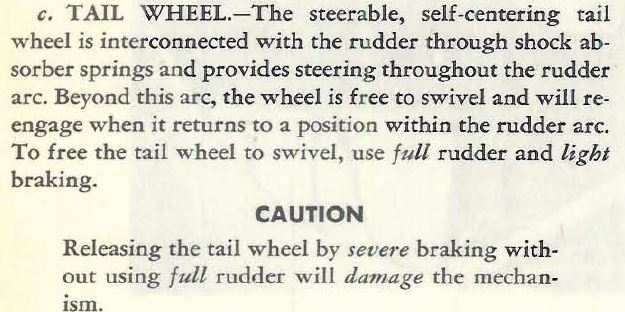 c. TAIL WHEEL.—The steerable, self-centering tail
wheel is interconnected with the rudder through shock ab-
sorber springs and provides steering throughout the rudder
arc. Beyond this arc, the wheel is free to swivel and will re-
engage when it returns to a position within the rudder arc.
To free the tail wheel to swivel, use full rudder and light
braking.
CAUTION
Releasing the tail wheel by severe braking with-
out using full rudder will damage the mechan-
ism.